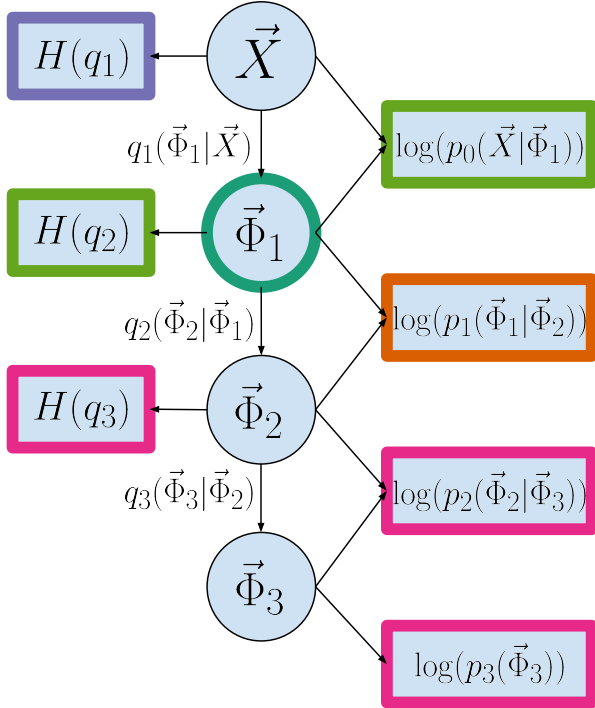 H(q₁)
X⃗
q₁(Φ⃗₁|X⃗)
log(p₀(X⃗|Φ⃗₁))
H(q₂)
Φ⃗₁
q₂(Φ⃗₂|Φ⃗₁)
log(p₁(Φ⃗₁|Φ⃗₂))
H(q₃)
Φ⃗₂
q₃(Φ⃗₃|Φ⃗₂)
log(p₂(Φ⃗₂|Φ⃗₃))
Φ⃗₃
log(p₃(Φ⃗₃))